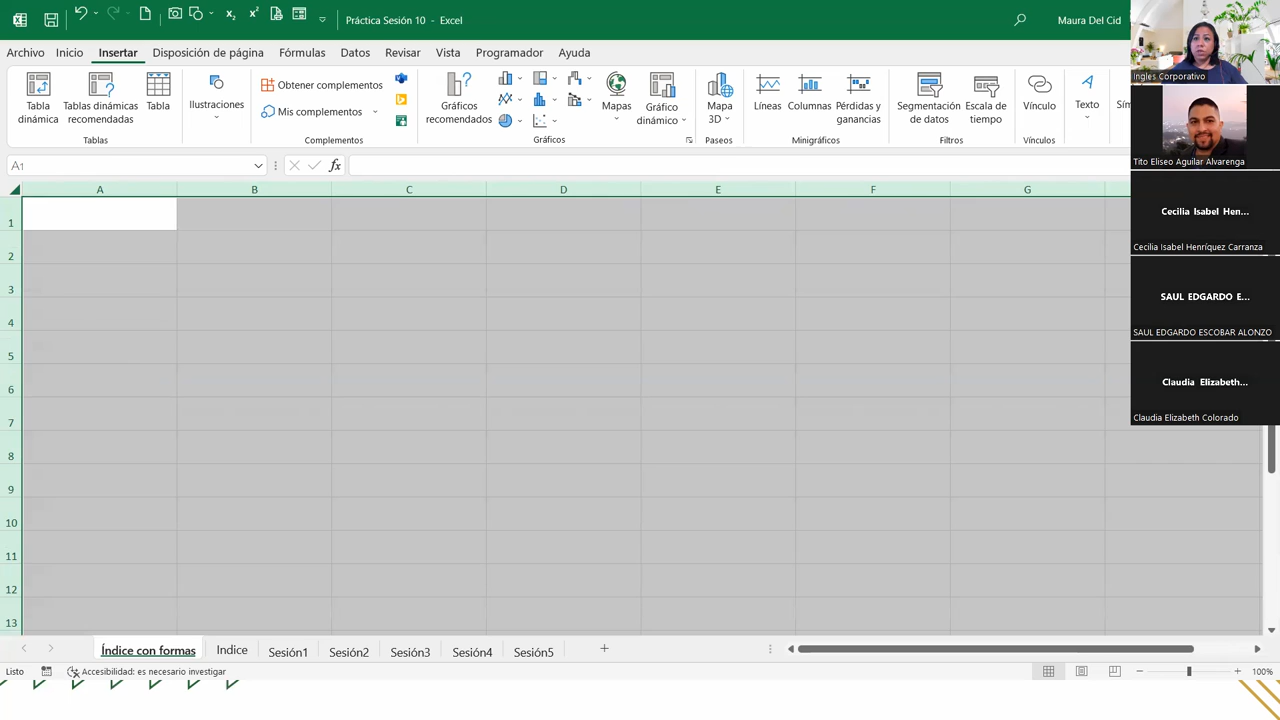 Práctica Sesión 10 - Excel
Maura Del Cid
Archivo Inicio Insertar Disposición de página Fórmulas Datos Revisar Vista Programador Ayuda
Tabla dinámica
Tablas dinámicas recomendadas
Tabla
Tablas
Ilustraciones
Obtener complementos
Mis complementos
Complementos
Gráficos recomendados
Mapas
Gráfico dinámico
Gráficos
Mapa 3D
Paseos
Líneas
Columnas
Pérdidas y ganancias
Minigráficos
Segmentación de datos
Escala de tiempo
Filtros
Vínculo
Vínculos
Texto
A1
fx
A B C D E F G
1
2
3
4
5
6
7
8
9
10
11
12
13
Índice con formas Indice Sesión1 Sesión2 Sesión3 Sesión4 Sesión5
Listo
Accesibilidad: es necesario investigar
100%
Ingles Corporativo
Tito Eliseo Aguilar Alvarenga
Cecilia Isabel Hen...
Cecilia Isabel Henríquez Carranza
SAUL EDGARDO E...
SAUL EDGARDO ESCOBAR ALONZO
Claudia Elizabeth...
Claudia Elizabeth Colorado